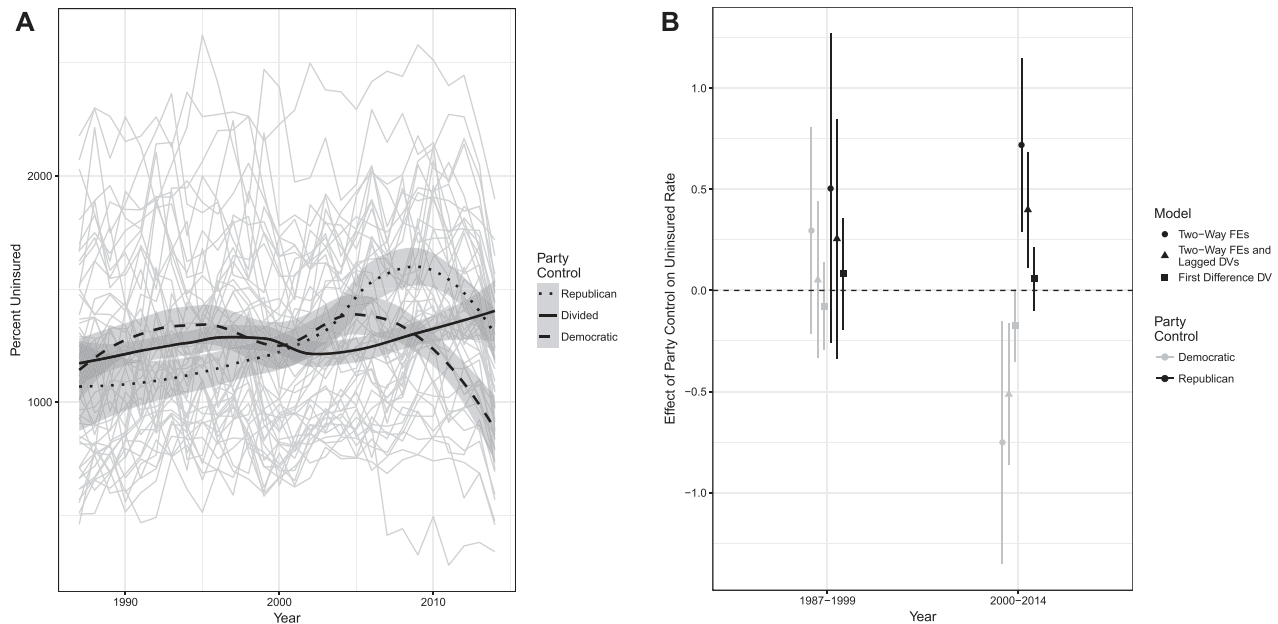 A
Percent Uninsured
2000
1000
1990
2000
2010
Year
Party
Control
Republican
Divided
Democratic
B
Effect of Party Control on Uninsured Rate
1.0
0.5
0.0
−0.5
−1.0
1987−1999
2000−2014
Year
Model
Two−Way FEs
Two−Way FEs and
Lagged DVs
First Difference DV
Party
Control
Democratic
Republican